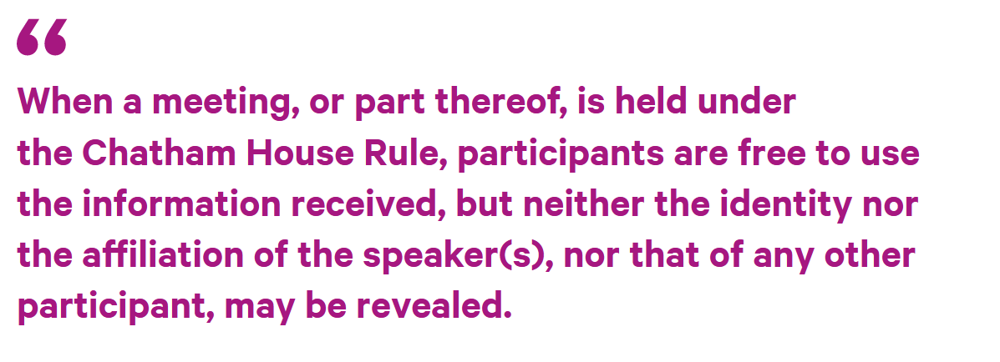 “
When a meeting, or part thereof, is held under
the Chatham House Rule, participants are free to use
the information received, but neither the identity nor
the affiliation of the speaker(s), nor that of any other
participant, may be revealed.